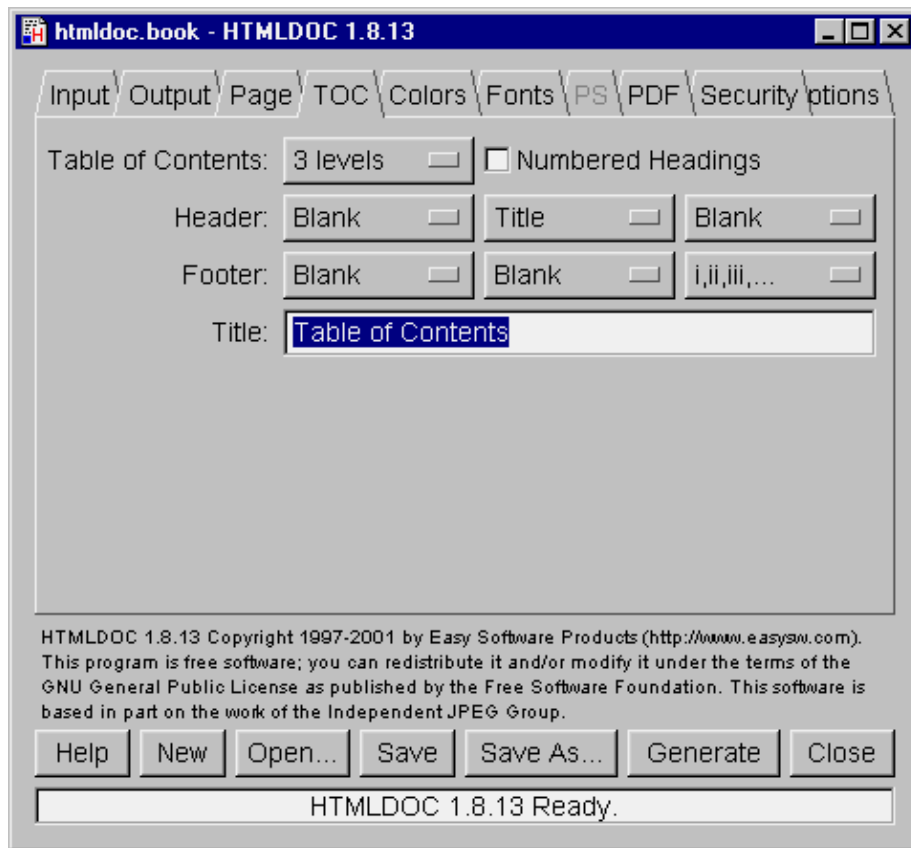 htmldoc.book - HTMLDOC 1.8.13
Input Output Page TOC Colors Fonts PS PDF Security ptions
Table of Contents: 3 levels Numbered Headings
Header: Blank Title Blank
Footer: Blank Blank i,ii,iii,...
Title: Table of Contents
HTMLDOC 1.8.13 Copyright 1997-2001 by Easy Software Products (http://www.easysw.com).
This program is free software; you can redistribute it and/or modify it under the terms of the
GNU General Public License as published by the Free Software Foundation. This software is
based in part on the work of the Independent JPEG Group.
Help New Open... Save Save As... Generate Close
HTMLDOC 1.8.13 Ready.